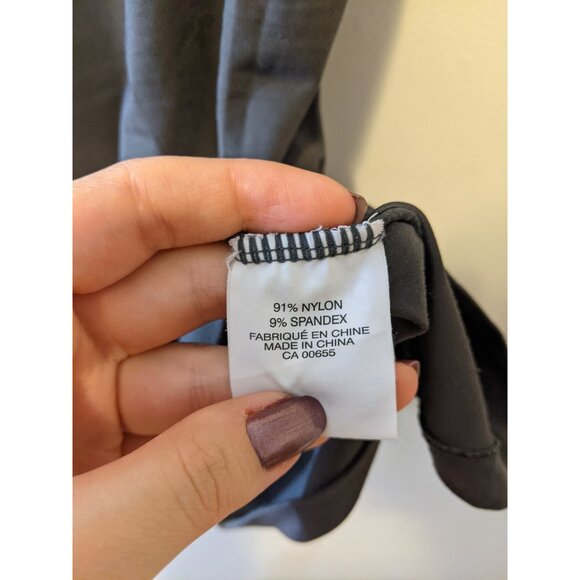 91% NYLON
9% SPANDEX
FABRIQUÉ EN CHINE
MADE IN CHINA
CA 00655